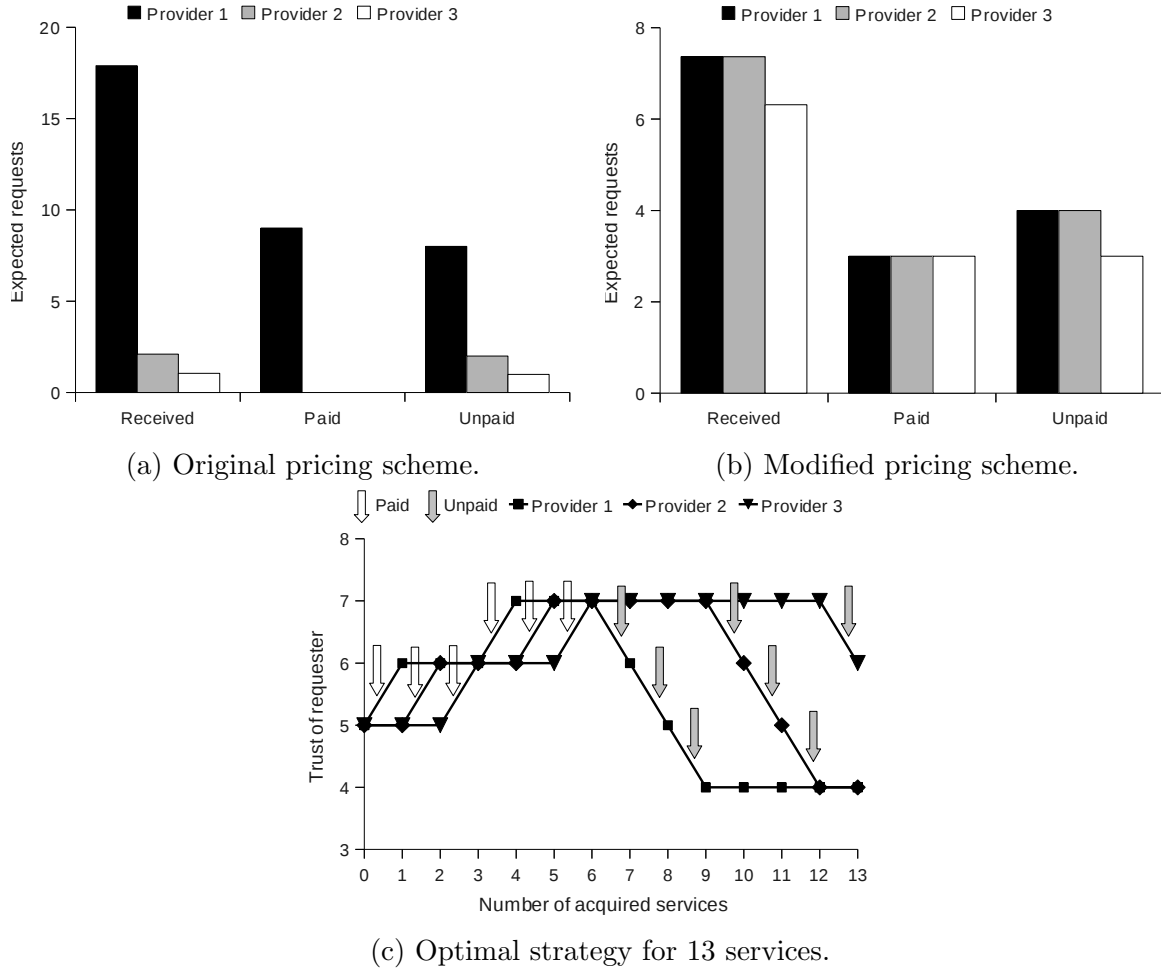 Provider 1 Provider 2 Provider 3
20
15
10
5
0
Expected requests
Received Paid Unpaid
(a) Original pricing scheme.
Provider 1 Provider 2 Provider 3
8
6
4
2
0
Expected requests
Received Paid Unpaid
(b) Modified pricing scheme.
Paid Unpaid Provider 1 Provider 2 Provider 3
8
7
6
5
4
3
Trust of requester
0 1 2 3 4 5 6 7 8 9 10 11 12 13
Number of acquired services
(c) Optimal strategy for 13 services.